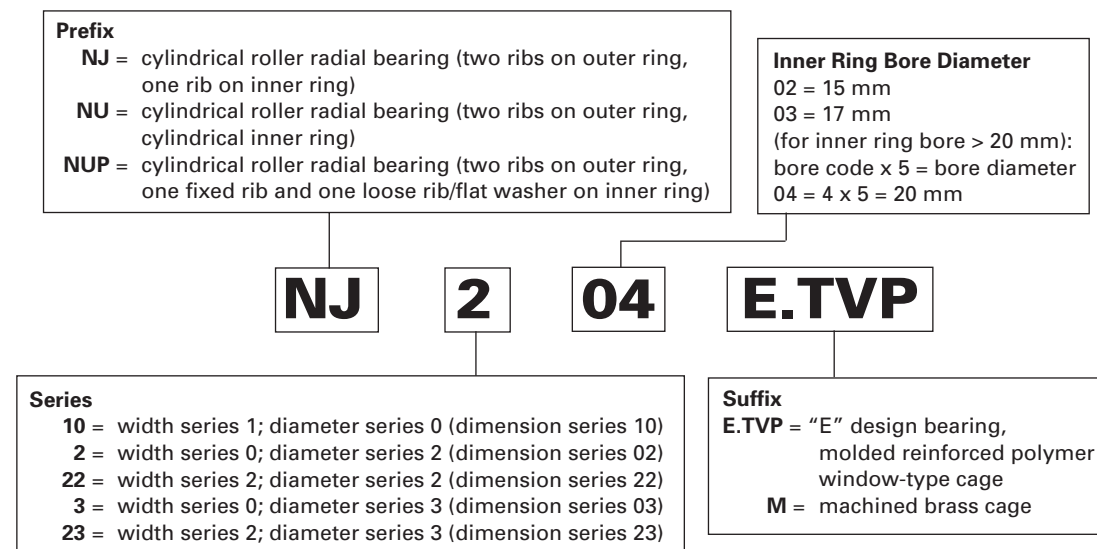 Prefix
NJ = cylindrical roller radial bearing (two ribs on outer ring,
one rib on inner ring)
NU = cylindrical roller radial bearing (two ribs on outer ring,
cylindrical inner ring)
NUP = cylindrical roller radial bearing (two ribs on outer ring,
one fixed rib and one loose rib/flat washer on inner ring)
Inner Ring Bore Diameter
02 = 15 mm
03 = 17 mm
(for inner ring bore > 20 mm):
bore code x 5 = bore diameter
04 = 4 x 5 = 20 mm
NJ 2 04 E.TVP
Series
10 = width series 1; diameter series 0 (dimension series 10)
2 = width series 0; diameter series 2 (dimension series 02)
22 = width series 2; diameter series 2 (dimension series 22)
3 = width series 0; diameter series 3 (dimension series 03)
23 = width series 2; diameter series 3 (dimension series 23)
Suffix
E.TVP = “E” design bearing,
molded reinforced polymer
window-type cage
M = machined brass cage